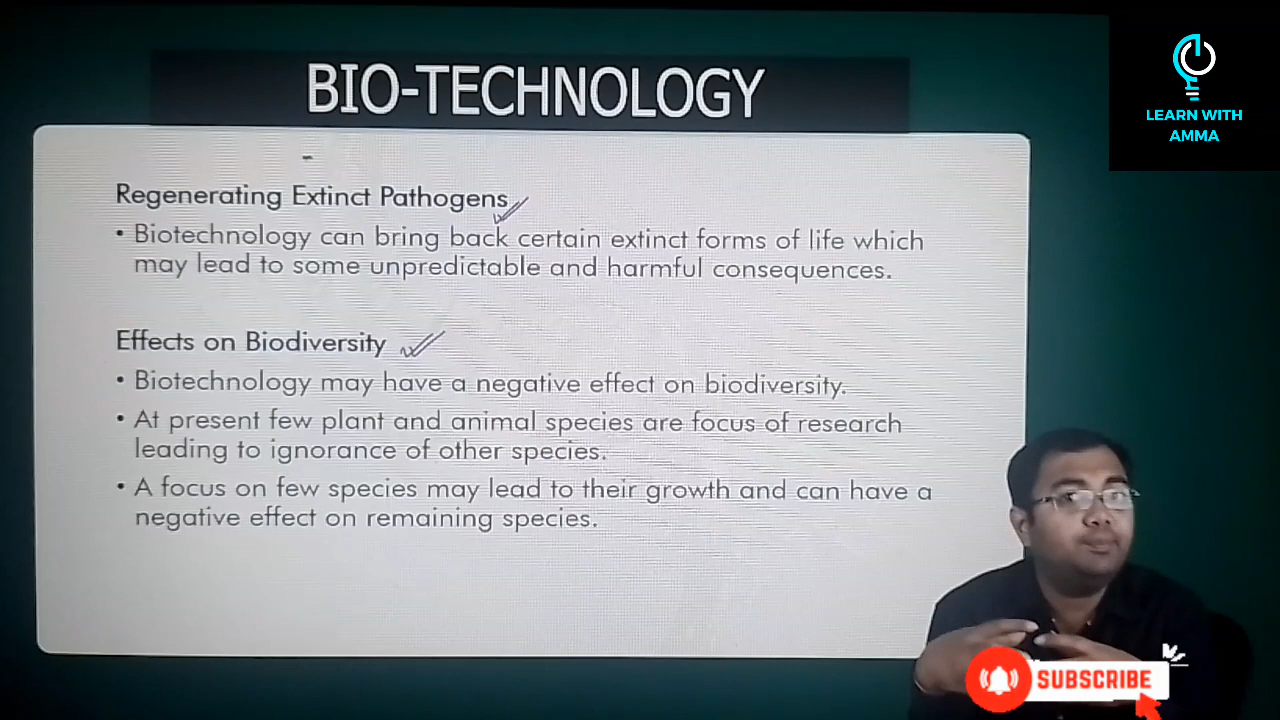 BIO-TECHNOLOGY
LEARN WITH
AMMA
Regenerating Extinct Pathogens
• Biotechnology can bring back certain extinct forms of life which
may lead to some unpredictable and harmful consequences.
Effects on Biodiversity
• Biotechnology may have a negative effect on biodiversity.
• At present few plant and animal species are focus of research
leading to ignorance of other species.
• A focus on few species may lead to their growth and can have a
negative effect on remaining species.
SUBSCRIBE